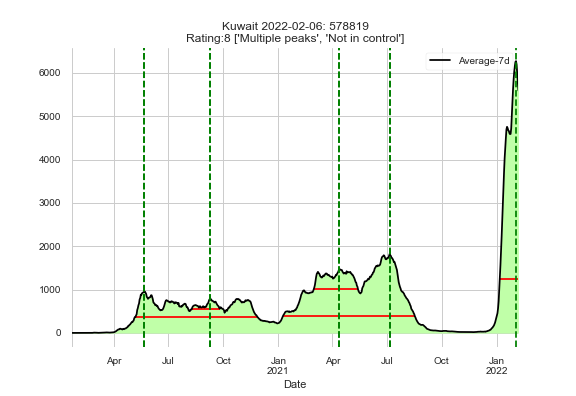 Kuwait 2022-02-06: 578819
Rating:8 ['Multiple peaks', 'Not in control']
Average-7d
6000
5000
4000
3000
2000
1000
0
Apr Jul Oct Jan Apr Jul Oct Jan
2021 2022
Date